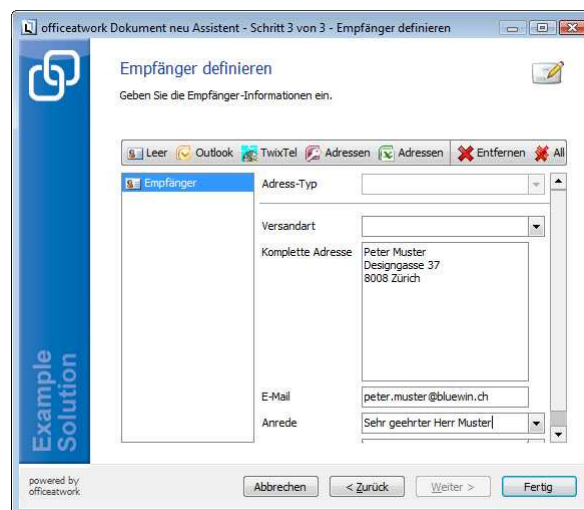 officeatwork Dokument neu Assistent - Schritt 3 von 3 - Empfänger definieren
Empfänger definieren
Geben Sie die Empfänger-Informationen ein.
Leer Outlook TwixTel Adressen Adressen Entfernen All
Empfänger
Adress-Typ
Versandart
Komplette Adresse
Peter Muster
Designgasse 37
8008 Zürich
E-Mail
peter.muster@bluewin.ch
Anrede
Sehr geehrter Herr Muster
Example
Solution
powered by
officeatwork
Abbrechen
< Zurück
Weiter >
Fertig